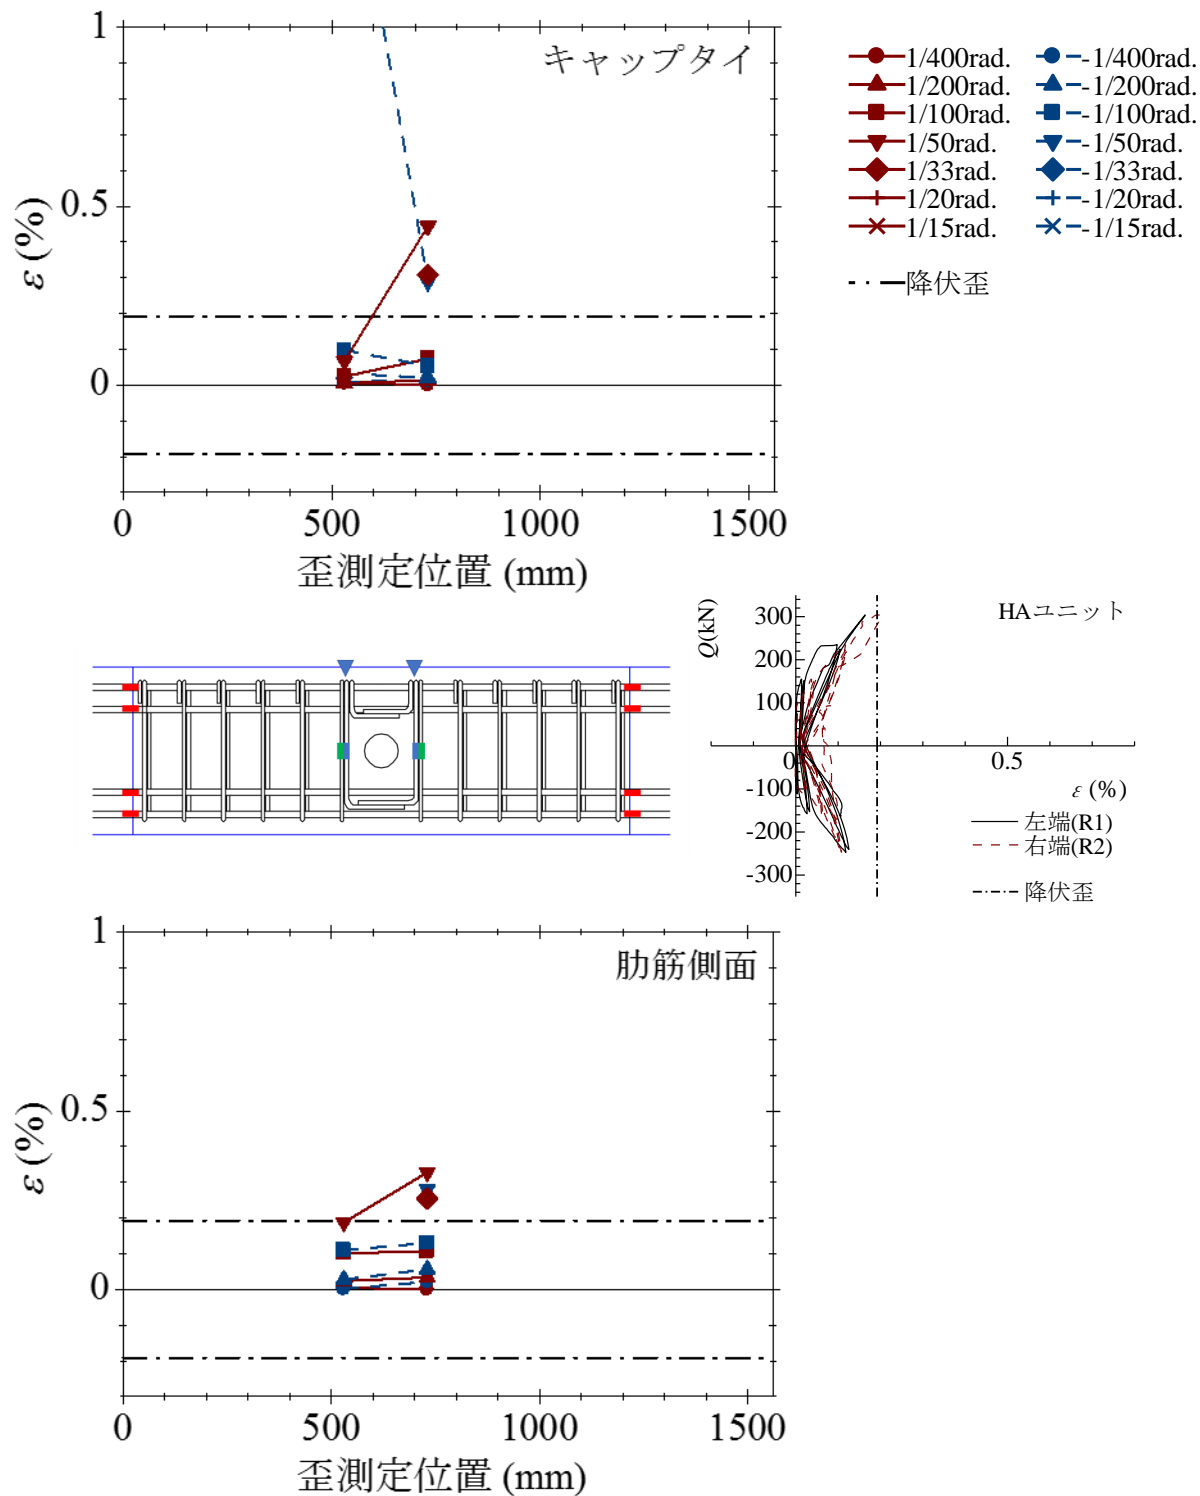 キャップタイ
1
0.5
0
ε (%)
0 500 1000 1500
歪測定位置 (mm)
1/400rad. -1/400rad.
1/200rad. -1/200rad.
1/100rad. -1/100rad.
1/50rad. -1/50rad.
1/33rad. -1/33rad.
1/20rad. -1/20rad.
1/15rad. -1/15rad.
降伏歪
HAユニット
Q(kN)
300
200
100
0 0.5
-100
ε (%)
-200
-300
左端(R1)
右端(R2)
降伏歪
肋筋側面
1
0.5
0
ε (%)
0 500 1000 1500
歪測定位置 (mm)